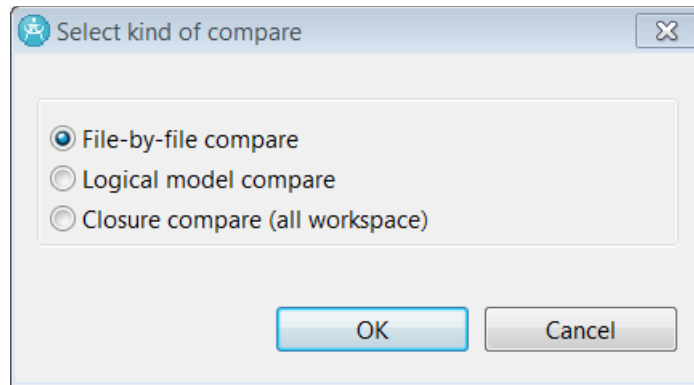 Select kind of compare
File-by-file compare
Logical model compare
Closure compare (all workspace)
OK
Cancel